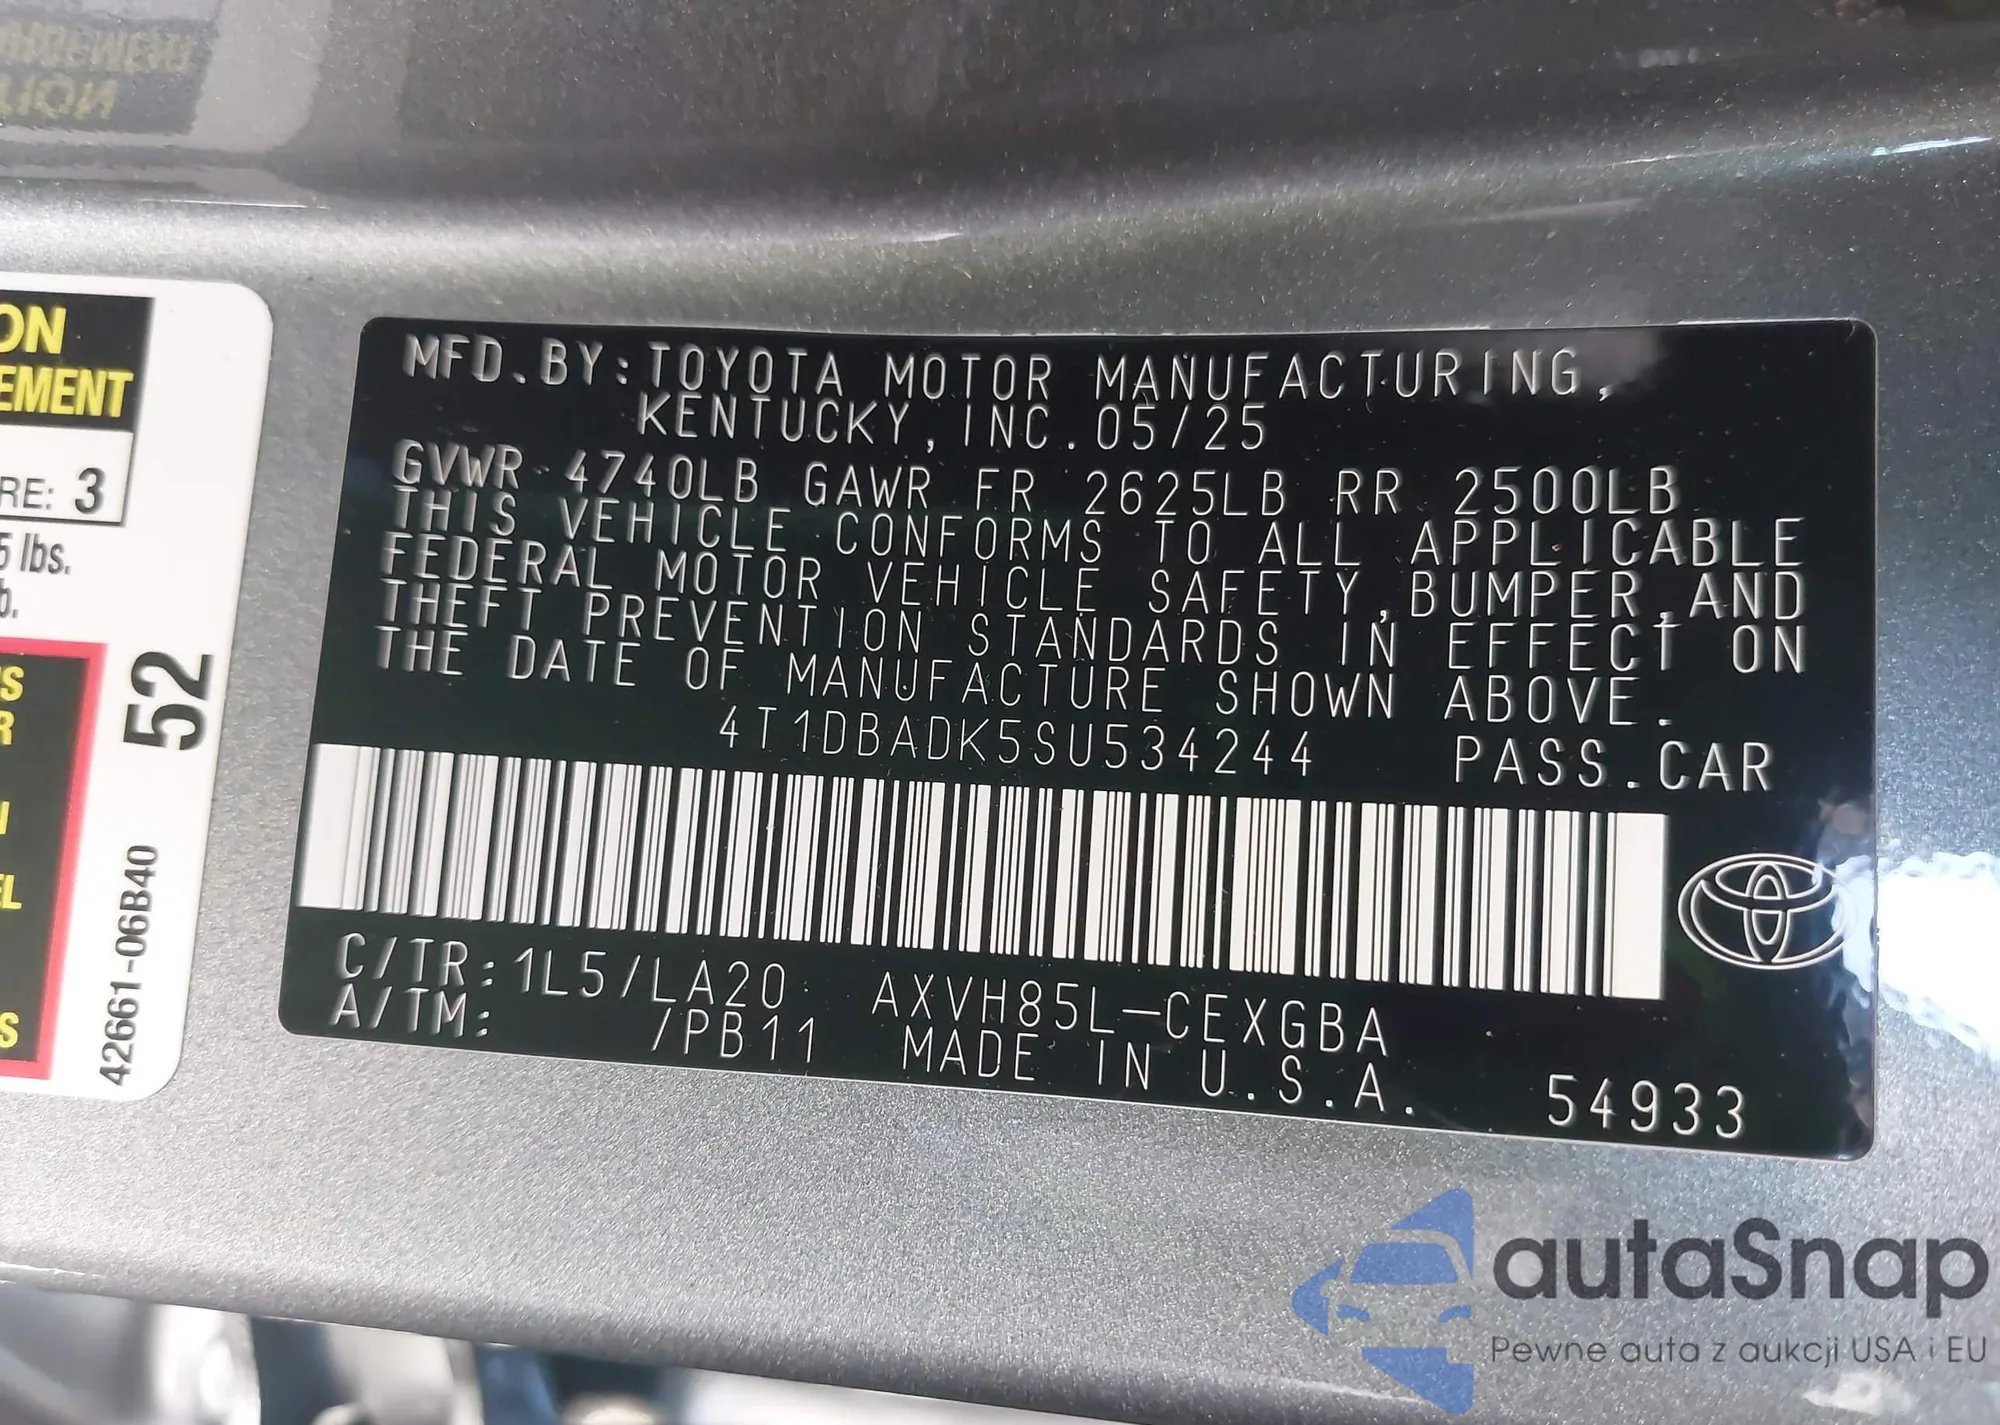 ON
EMENT
RE: 3
5 lbs.
b.
52
42661-06B40
MFD.BY:TOYOTA MOTOR MANUFACTURING,
KENTUCKY, INC. 05/25
GVWR 4740LB GAWR FR 2625LB RR 2500LB
THIS VEHICLE CONFORMS TO ALL APPLICABLE
FEDERAL MOTOR VEHICLE SAFETY,BUMPER,AND
THEFT PREVENTION STANDARDS IN EFFECT ON
THE DATE OF MANUFACTURE SHOWN ABOVE.
4T1DBADK5SU534244 PASS.CAR
C/TR:1L5/LA20 AXVH85L-CEXGBA
A/TM: /PB11 MADE IN U.S.A.
54933
autaSnap
Pewne auta z aukcji USA i EU